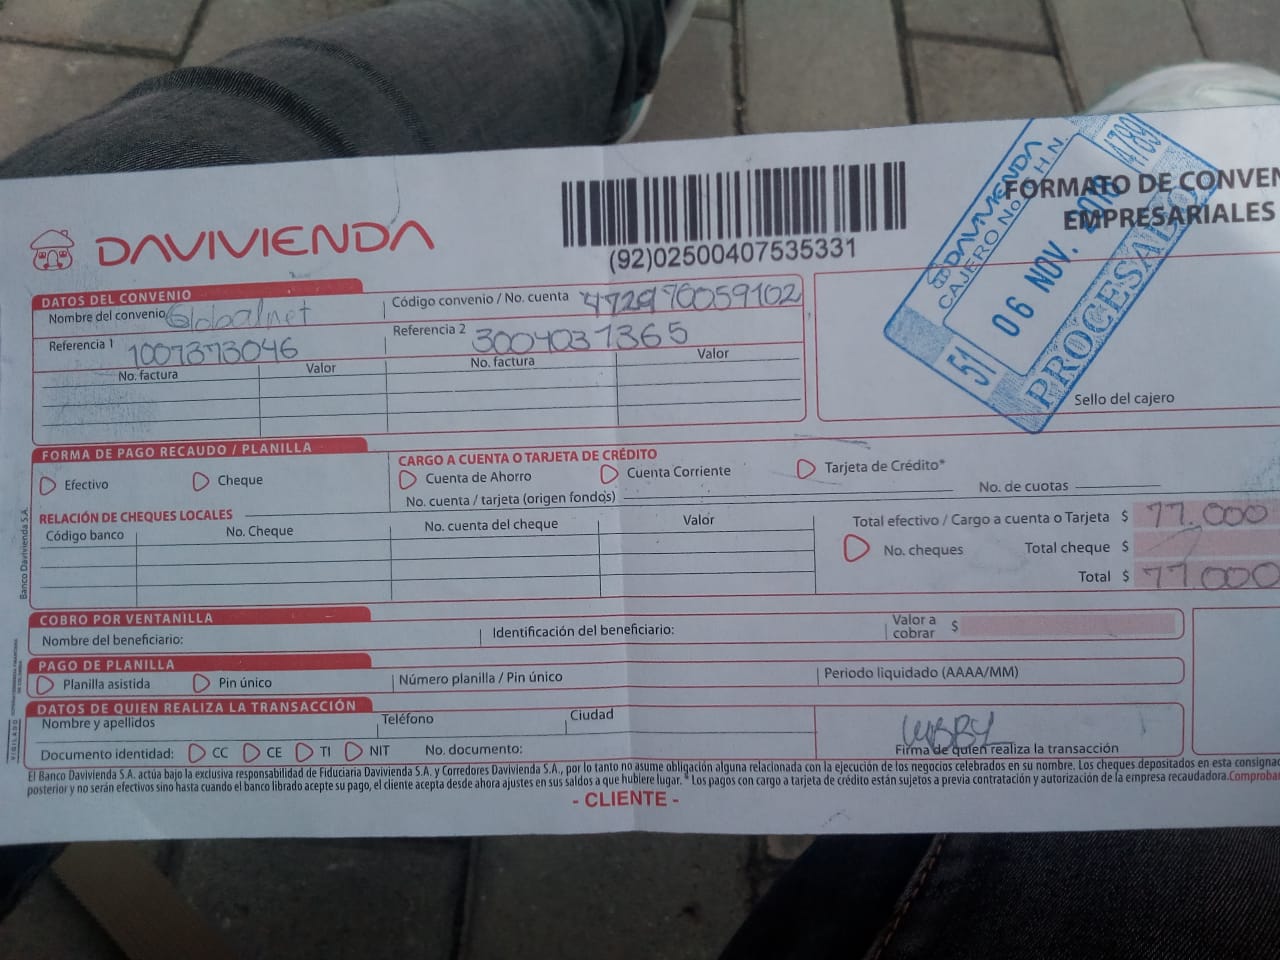 DAVIVIENDA
(92)02500407535331
FORMATO DE CONVEN
EMPRESARIALES
DAVIVIENDA
CAJERO No. H.N.
4789
06 NOV.
PROCESADO
51
Sello del cajero
DATOS DEL CONVENIO
Nombre del convenio Globalnet
Código convenio / No. cuenta 472970059102
Referencia 1 1007373046
Referencia 2 3004031365
No. factura Valor No. factura Valor
FORMA DE PAGO RECAUDO / PLANILLA
Efectivo Cheque
CARGO A CUENTA O TARJETA DE CRÉDITO
Cuenta de Ahorro Cuenta Corriente Tarjeta de Crédito*
No. cuenta / tarjeta (origen fondos) No. de cuotas
RELACIÓN DE CHEQUES LOCALES
Código banco No. Cheque No. cuenta del cheque Valor
Total efectivo / Cargo a cuenta o Tarjeta $ 77.000
No. cheques Total cheque $
Total $ 77.000
COBRO POR VENTANILLA
Nombre del beneficiario: Identificación del beneficiario: Valor a cobrar $
PAGO DE PLANILLA
Planilla asistida Pin único Número planilla / Pin único Periodo liquidado (AAAA/MM)
DATOS DE QUIEN REALIZA LA TRANSACCIÓN
Nombre y apellidos Teléfono Ciudad
Documento identidad: CC CE TI NIT No. documento:
Firma de quien realiza la transacción
El Banco Davivienda S.A. actúa bajo la exclusiva responsabilidad de Fiduciaria Davivienda S.A. y Corredores Davivienda S.A., por lo tanto no asume obligación alguna relacionada con la ejecución de los negocios celebrados en su nombre. Los cheques depositados en esta consignac
posterior y no serán efectivos sino hasta cuando el banco librado acepte su pago, el cliente acepta desde ahora ajustes en sus saldos a que hubiere lugar. * Los pagos con cargo a tarjeta de crédito están sujetos a previa contratación y autorización de la empresa recaudadora. Comproban
- CLIENTE -
Banco Davivienda S.A.
VIGILADO